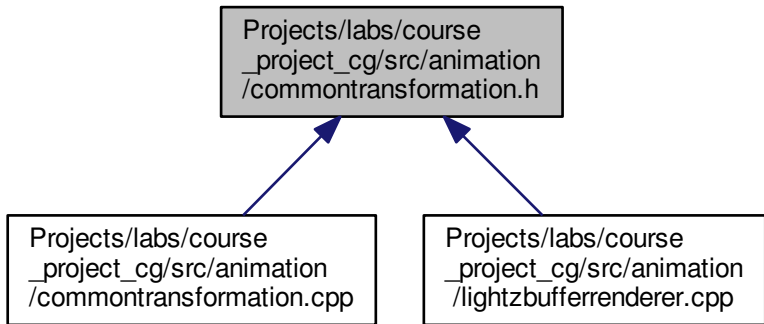 Projects/labs/course
_project_cg/src/animation
/commontransformation.h
Projects/labs/course
_project_cg/src/animation
/commontransformation.cpp
Projects/labs/course
_project_cg/src/animation
/lightzbufferrenderer.cpp